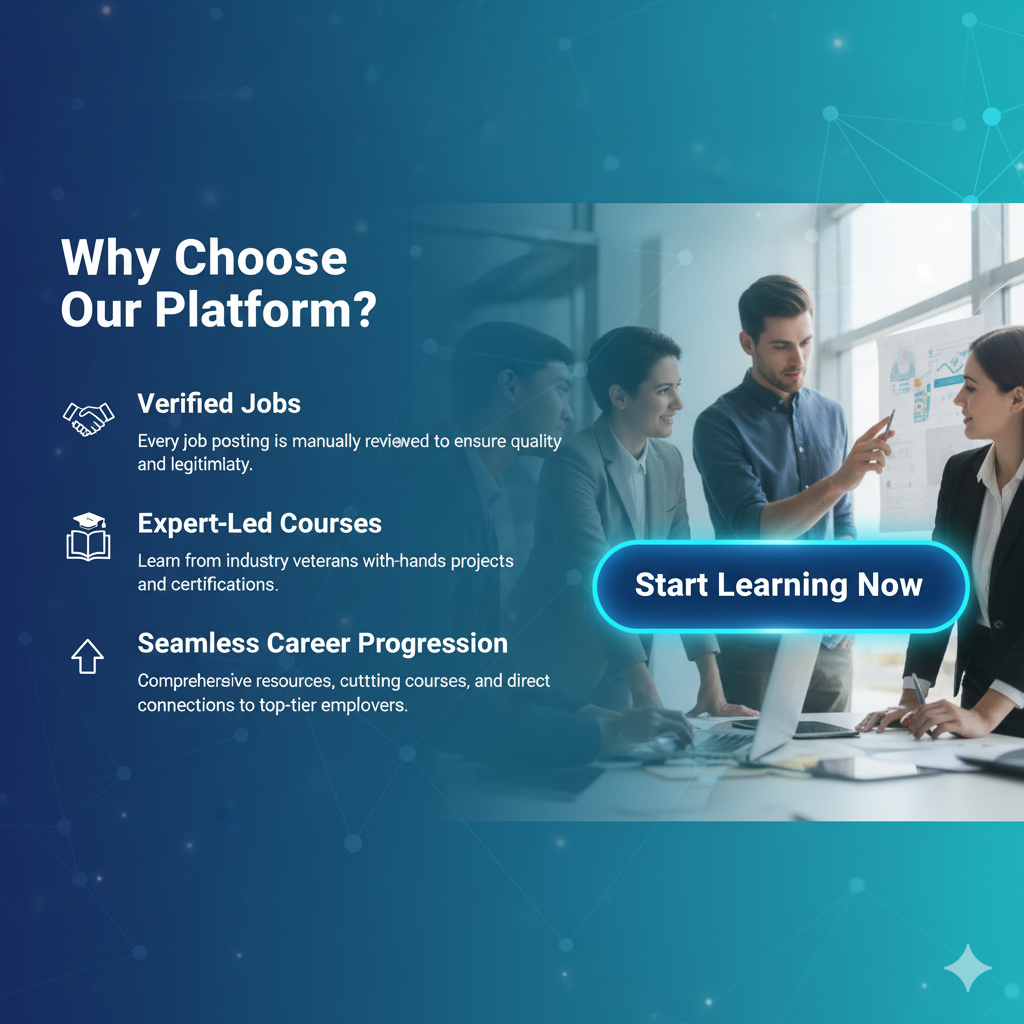 Why Choose
Our Platform?
Verified Jobs
Every job posting is manually reviewed to ensure quality
and legitimlaty.
Expert-Led Courses
Learn from industry veterans with-hands projects
and certifications.
Start Learning Now
Seamless Career Progression
Comprehersive resources, cuttting courses, and direct
connections to top-tier emplovers.